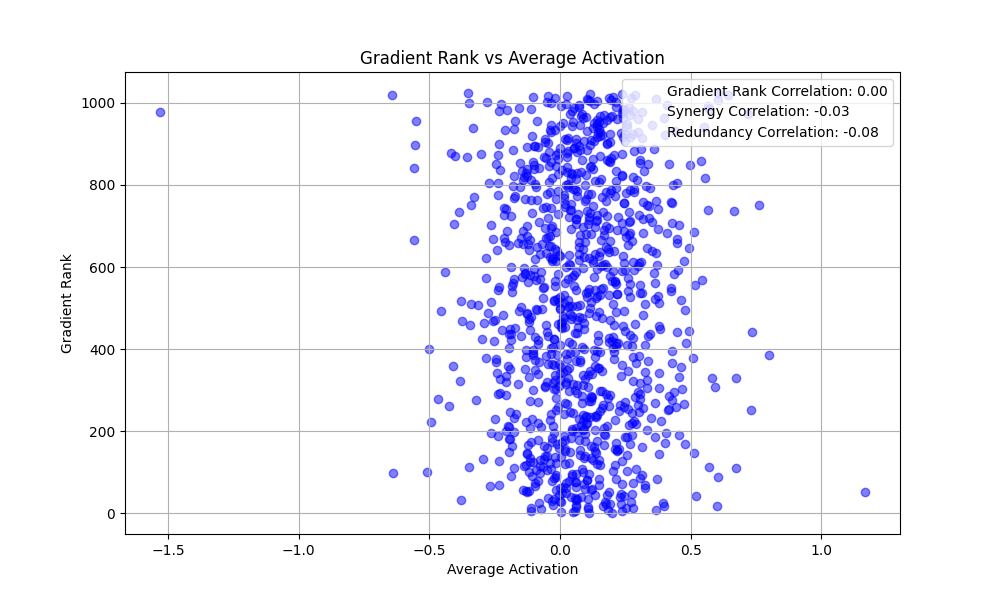 Gradient Rank vs Average Activation
Gradient Rank Correlation: 0.00
Synergy Correlation: -0.03
Redundancy Correlation: -0.08
1000
800
600
400
200
0
Gradient Rank
−1.5 −1.0 −0.5 0.0 0.5 1.0
Average Activation